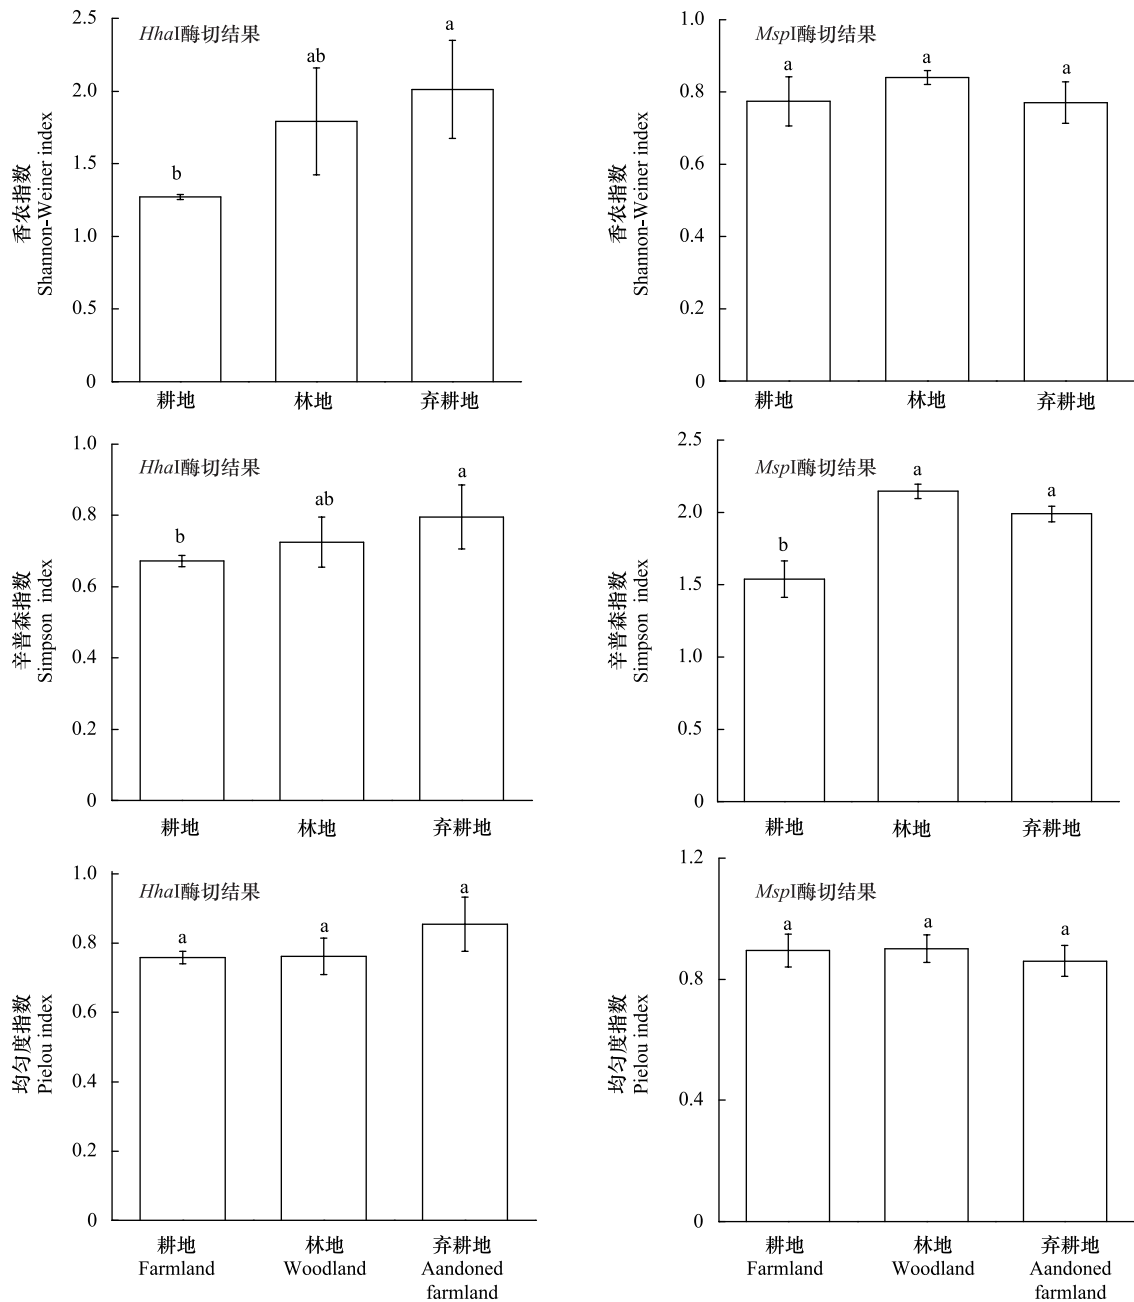 HhaI酶切结果
2.5
2.0
1.5
1.0
0.5
0
b
ab
a
香农指数
Shannon-Weiner index
耕地
林地
弃耕地
MspI酶切结果
1.0
0.8
0.6
0.4
0.2
0
a
a
a
香农指数
Shannon-Weiner index
耕地
林地
弃耕地
HhaI酶切结果
1.0
0.8
0.6
0.4
0.2
0
b
ab
a
辛普森指数
Simpson index
耕地
林地
弃耕地
MspI酶切结果
2.5
2.0
1.5
1.0
0.5
0
b
a
a
辛普森指数
Simpson index
耕地
林地
弃耕地
HhaI酶切结果
1.0
0.8
0.6
0.4
0.2
0
a
a
a
均匀度指数
Pielou index
耕地
林地
弃耕地
Farmland
Woodland
Aandoned
farmland
MspI酶切结果
1.2
0.8
0.4
0
a
a
a
均匀度指数
Pielou index
耕地
林地
弃耕地
Farmland
Woodland
Aandoned
farmland